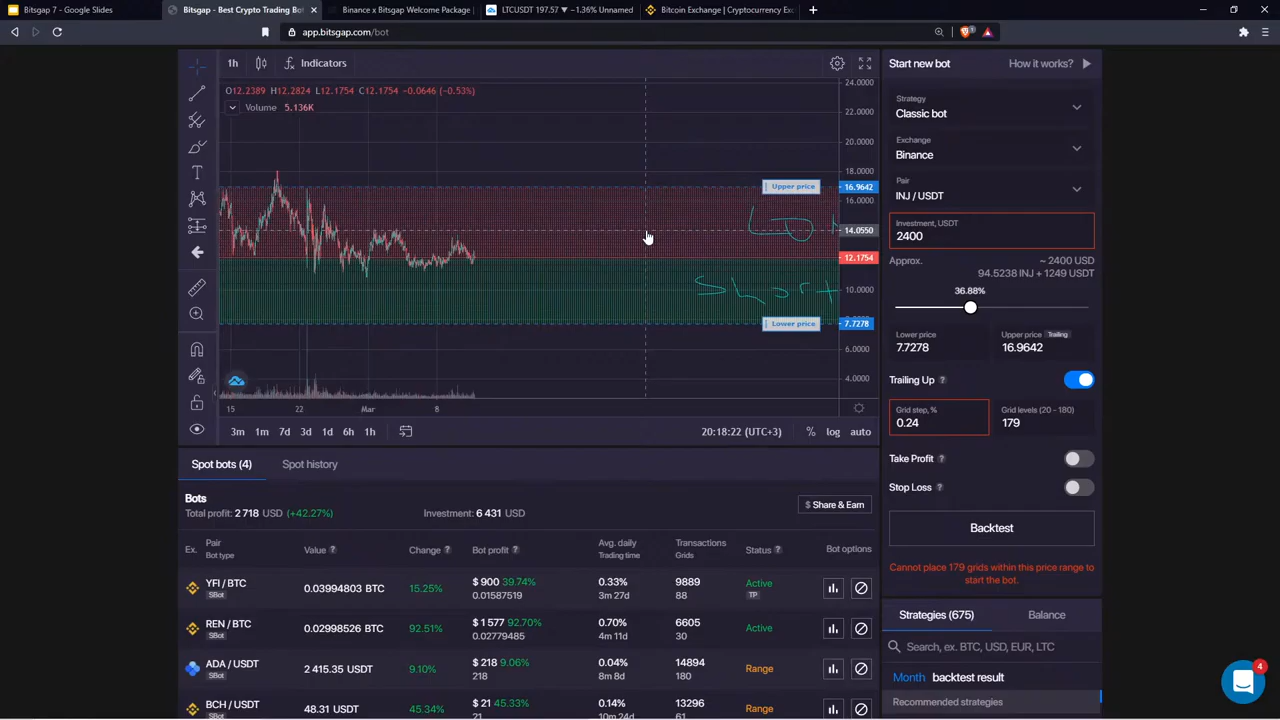 Bitsgap 7 - Google Slides
Bitsgap - Best Crypto Trading Bot
Binance x Bitsgap Welcome Package
LTCUSDT 197.57 ▼ −1.36% Unnamed
Bitcoin Exchange | Cryptocurrency Exc
app.bitsgap.com/bot
1h
Indicators
O12.2389 H12.2824 L12.1754 C12.1754 -0.0646 (-0.53%)
Volume 5.136K
24.0000
22.0000
20.0000
18.0000
16.9642
16.0000
14.0550
12.1754
10.0000
7.7278
6.0000
4.0000
Upper price
Lower price
Short
15
22
Mar
8
3m 1m 7d 3d 1d 6h 1h
20:18:22 (UTC+3)
% log auto
Start new bot
How it works?
Strategy
Classic bot
Exchange
Binance
Pair
INJ / USDT
Investment, USDT
2400
Approx.
~ 2400 USD
94.5238 INJ + 1249 USDT
36.88%
Lower price
7.7278
Upper price Trailing
16.9642
Trailing Up ?
Grid step, %
0.24
Grid levels (20 - 180)
179
Take Profit ?
Stop Loss ?
Backtest
Cannot place 179 grids within this price range to
start the bot.
Strategies (675)
Balance
Search, ex. BTC, USD, EUR, LTC
Month backtest result
Recommended strategies
4
Spot bots (4)
Spot history
Bots
Total profit: 2 718 USD (+42.27%)
Investment: 6 431 USD
$ Share & Earn
Ex.
Pair
Bot type
Value ?
Change ?
Bot profit ?
Avg. daily
Trading time
Transactions
Grids
Status ?
Bot options
YFI / BTC
SBot
0.03994803 BTC
15.25%
$ 900 39.74%
0.01587519
0.33%
3m 27d
9889
88
Active
TP
REN / BTC
SBot
0.02998526 BTC
92.51%
$ 1 577 92.70%
0.02779485
0.70%
4m 11d
6605
30
Active
ADA / USDT
SBot
2 415.35 USDT
9.10%
$ 218 9.06%
218
0.04%
8m 8d
14894
180
Range
BCH / USDT
SBot
48.31 USDT
45.34%
$ 21 45.33%
21
0.14%
10m 24d
13296
61
Range